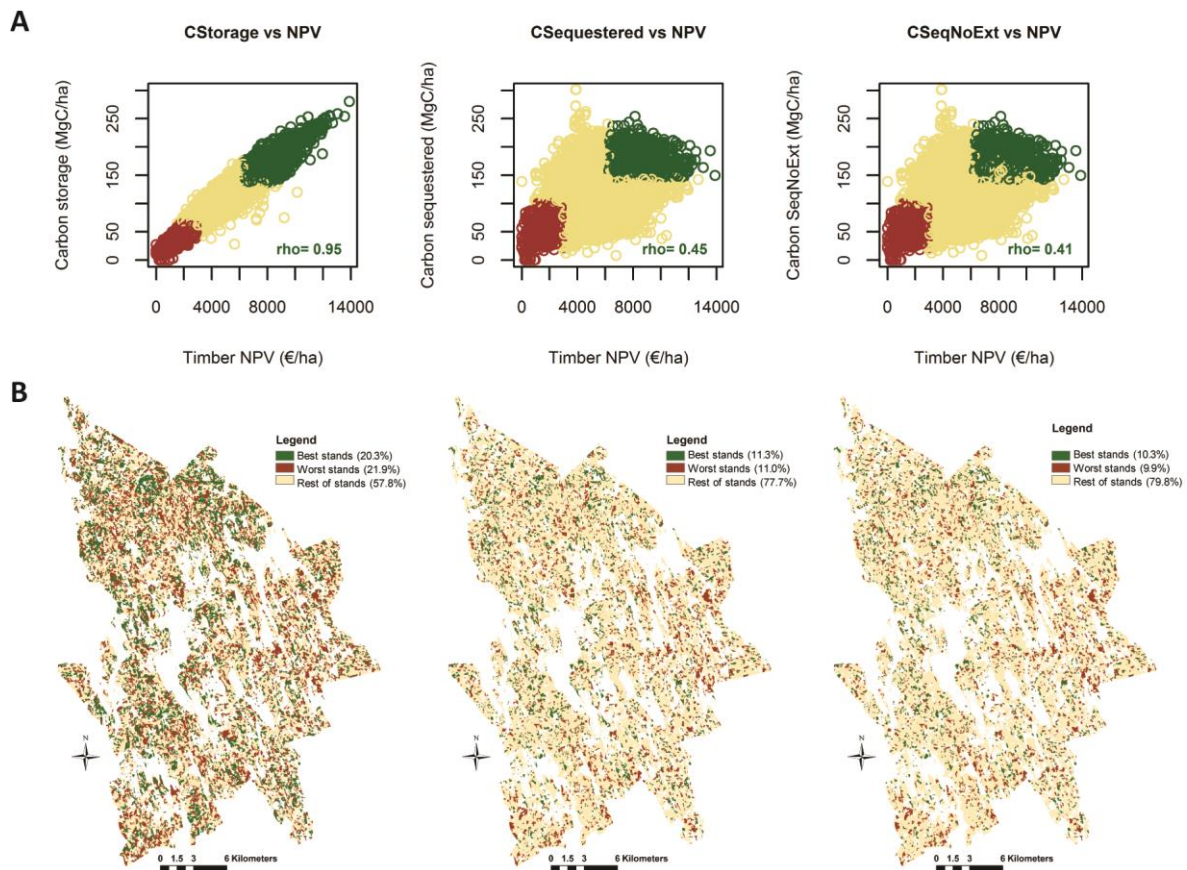 A
CStorage vs NPV
Carbon storage (MgC/ha)
0 50 150 250
rho= 0.95
0 4000 8000 14000
Timber NPV (€/ha)
CSequestered vs NPV
Carbon sequestered (MgC/ha)
0 50 150 250
rho= 0.45
0 4000 8000 14000
Timber NPV (€/ha)
CSeqNoExt vs NPV
Carbon SeqNoExt (MgC/ha)
0 50 150 250
rho= 0.41
0 4000 8000 14000
Timber NPV (€/ha)
B
Legend
Best stands (20.3%)
Worst stands (21.9%)
Rest of stands (57.8%)
N
0 1.5 3 6 Kilometers
Legend
Best stands (11.3%)
Worst stands (11.0%)
Rest of stands (77.7%)
N
0 1.5 3 6 Kilometers
Legend
Best stands (10.3%)
Worst stands (9.9%)
Rest of stands (79.8%)
N
0 1.5 3 6 Kilometers